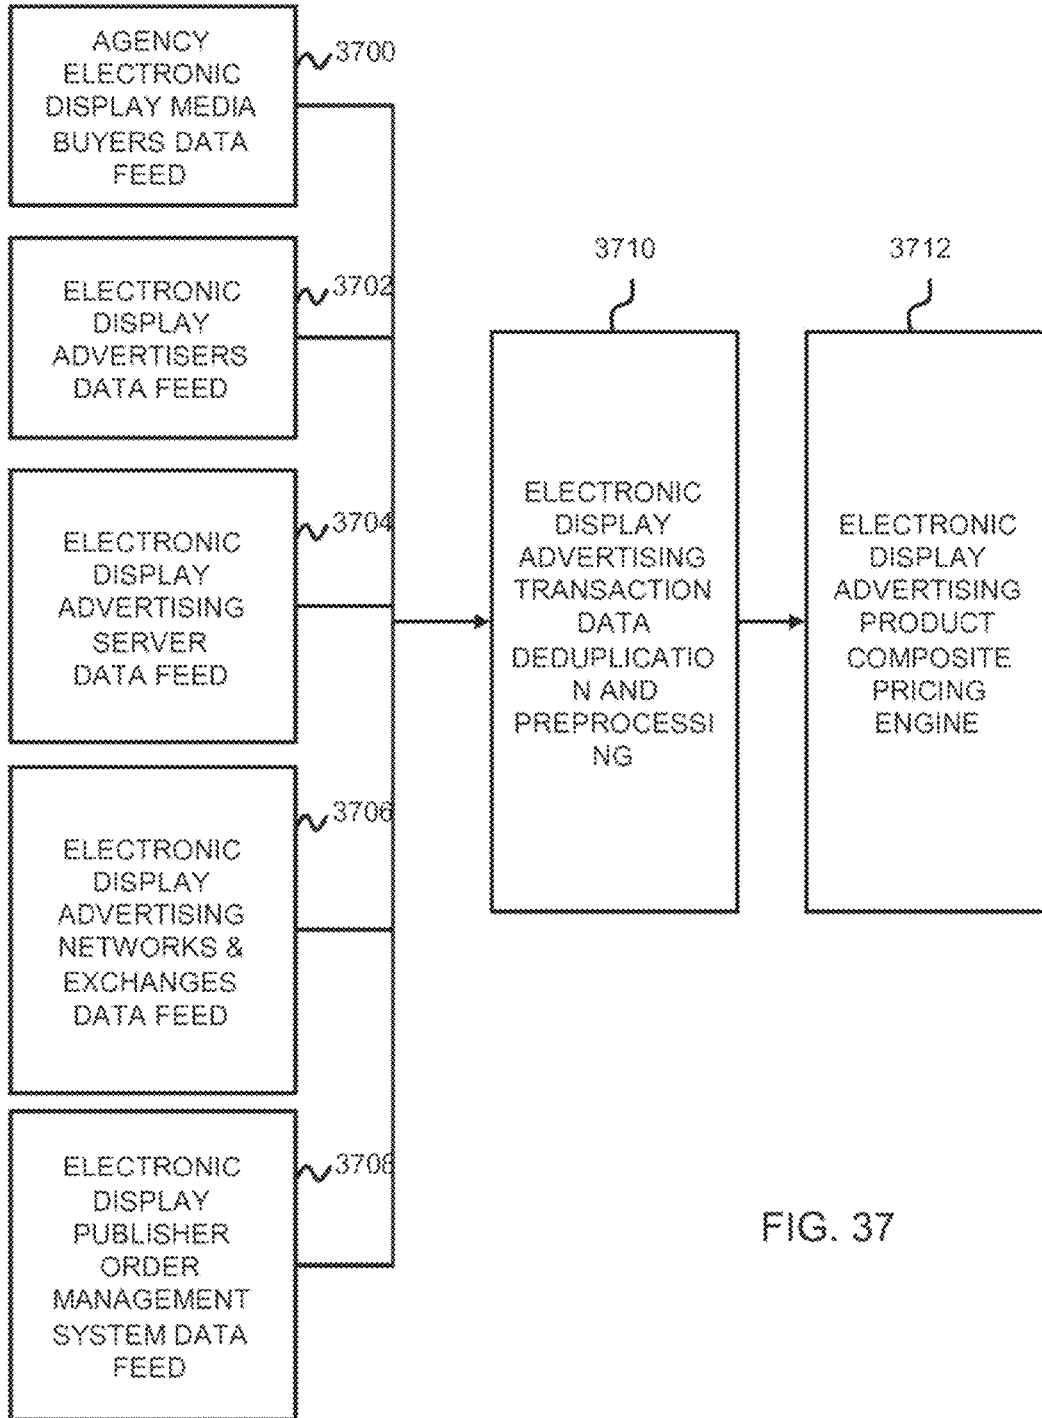 AGENCY
ELECTRONIC
DISPLAY MEDIA
BUYERS DATA
FEED
3700
ELECTRONIC
DISPLAY
ADVERTISERS
DATA FEED
3702
ELECTRONIC
DISPLAY
ADVERTISING
SERVER
DATA FEED
3704
ELECTRONIC
DISPLAY
ADVERTISING
NETWORKS &
EXCHANGES
DATA FEED
3706
ELECTRONIC
DISPLAY
PUBLISHER
ORDER
MANAGEMENT
SYSTEM DATA
FEED
3708
3710
ELECTRONIC
DISPLAY
ADVERTISING
TRANSACTION
DATA
DEDUPLICATIO
N AND
PREPROCESSI
NG
3712
ELECTRONIC
DISPLAY
ADVERTISING
PRODUCT
COMPOSITE
PRICING
ENGINE
FIG. 37